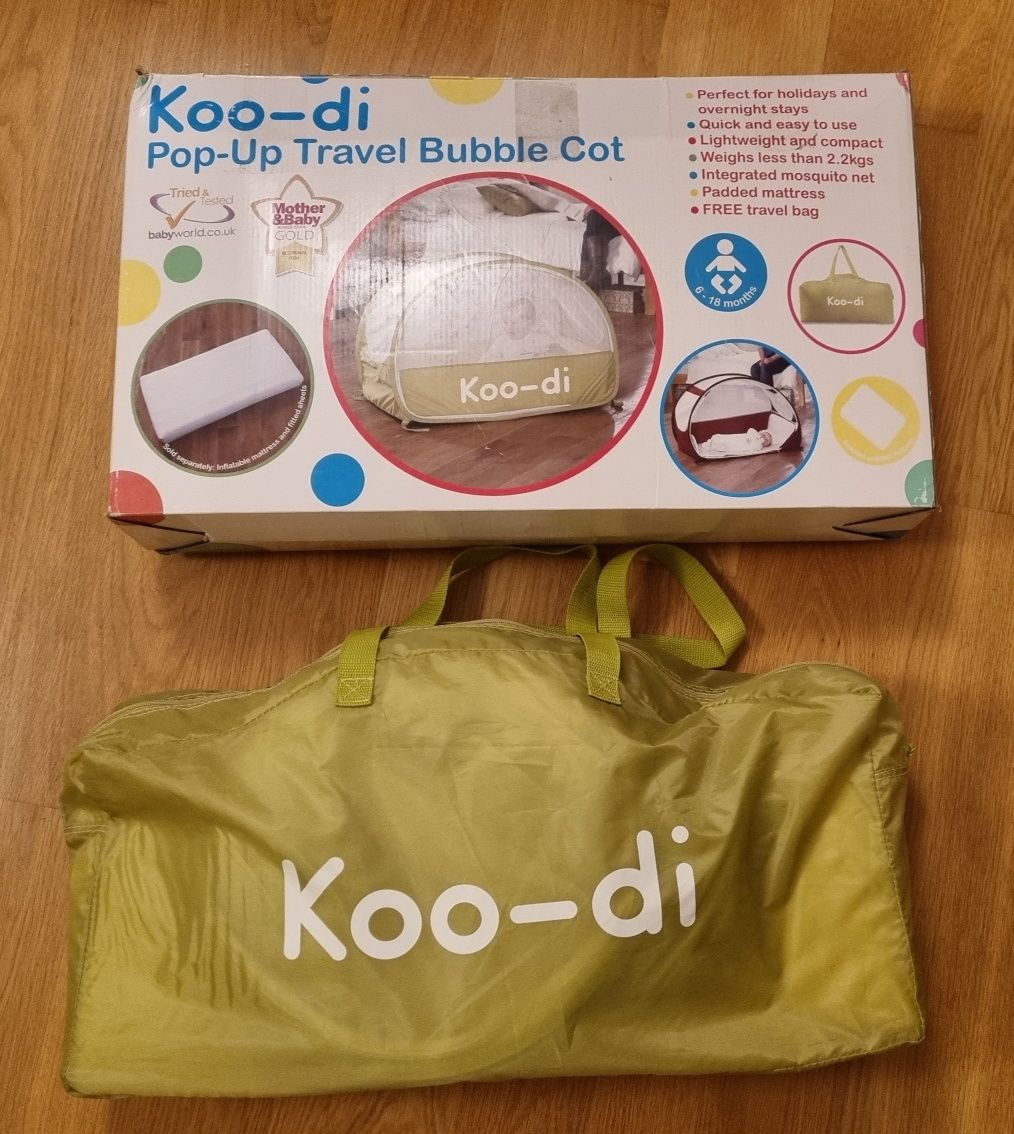 Koo-di
Pop-Up Travel Bubble Cot
Perfect for holidays and
overnight stays
Quick and easy to use
Lightweight and compact
Weighs less than 2.2kgs
Integrated mosquito net
Padded mattress
FREE travel bag
Tried &
Tested
babyworld.co.uk
Mother
&Baby
GOLD
Koo-di
6 - 18 months
Koo-di
Sold separately: Inflatable mattress and fitted sheets
Koo-di